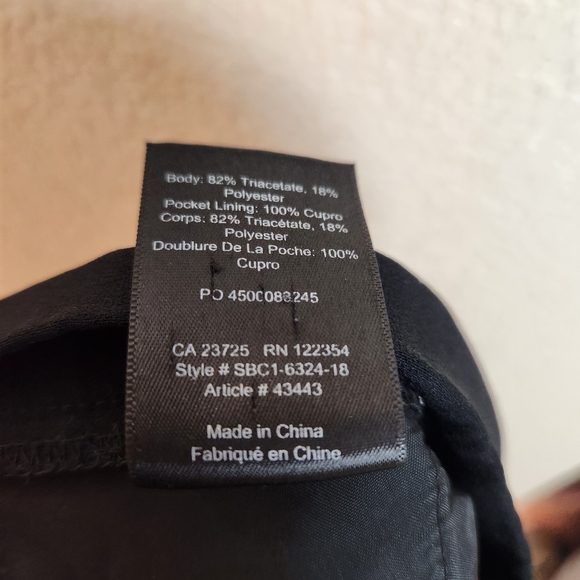 Body: 82% Triacetate, 18%
Polyester
Pocket Lining: 100% Cupro
Corps: 82% Triacétate, 18%
Polyester
Doublure De La Poche: 100%
Cupro
PO
CA 23725 RN 122354
Style # SBC1-6324-18
Article # 43443
Made in China
Fabriqué en Chine